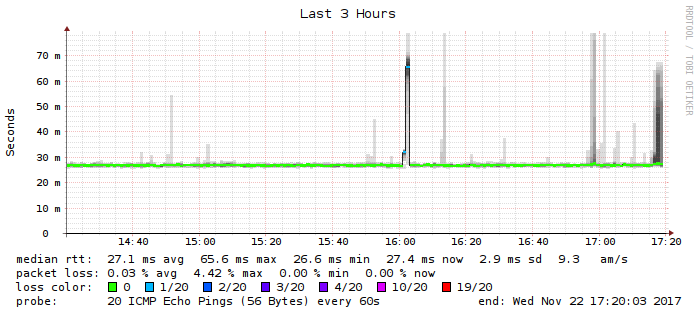 Last 3 Hours
RRDTOOL / TOBI OETIKER
Seconds
70 m
60 m
50 m
40 m
30 m
20 m
10 m
0
14:40 15:00 15:20 15:40 16:00 16:20 16:40 17:00 17:20
median rtt: 27.1 ms avg 65.6 ms max 26.6 ms min 27.4 ms now 2.9 ms sd 9.3 am/s
packet loss: 0.03 % avg 4.42 % max 0.00 % min 0.00 % now
loss color: 0 1/20 2/20 3/20 4/20 10/20 19/20
probe: 20 ICMP Echo Pings (56 Bytes) every 60s end: Wed Nov 22 17:20:03 2017